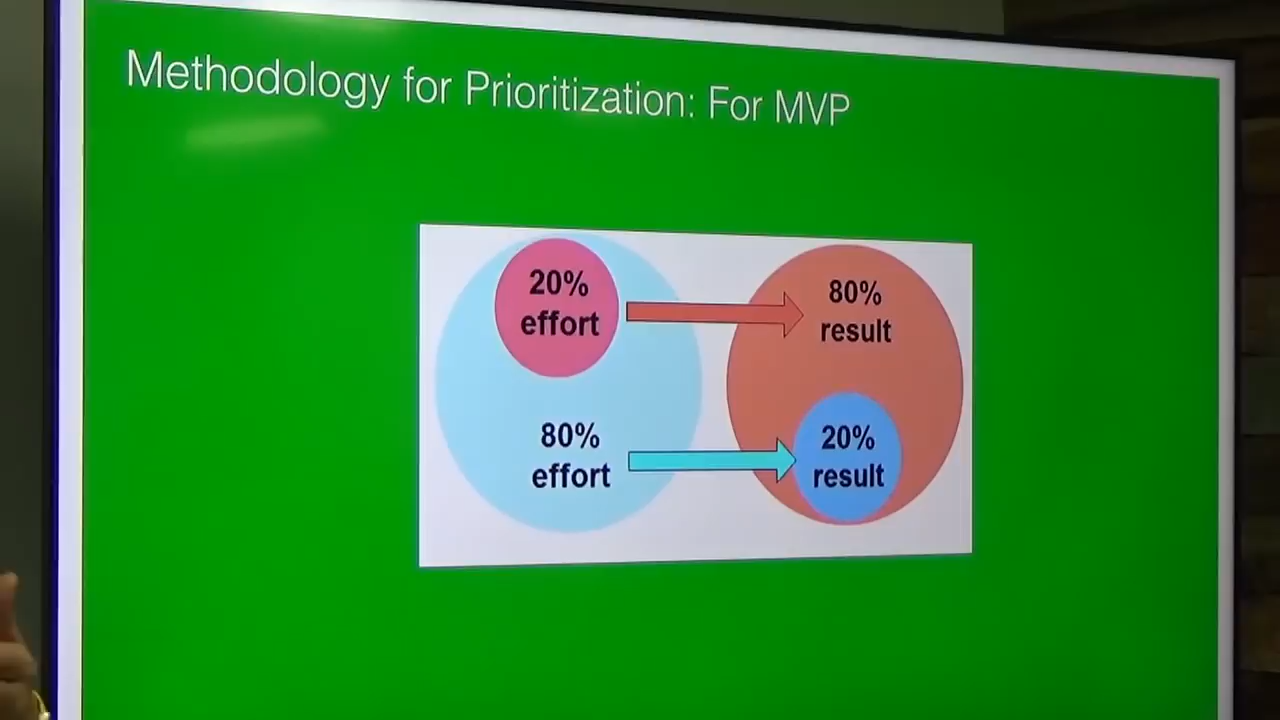 Methodology for Prioritization: For MVP
20%
effort
80%
result
80%
effort
20%
result